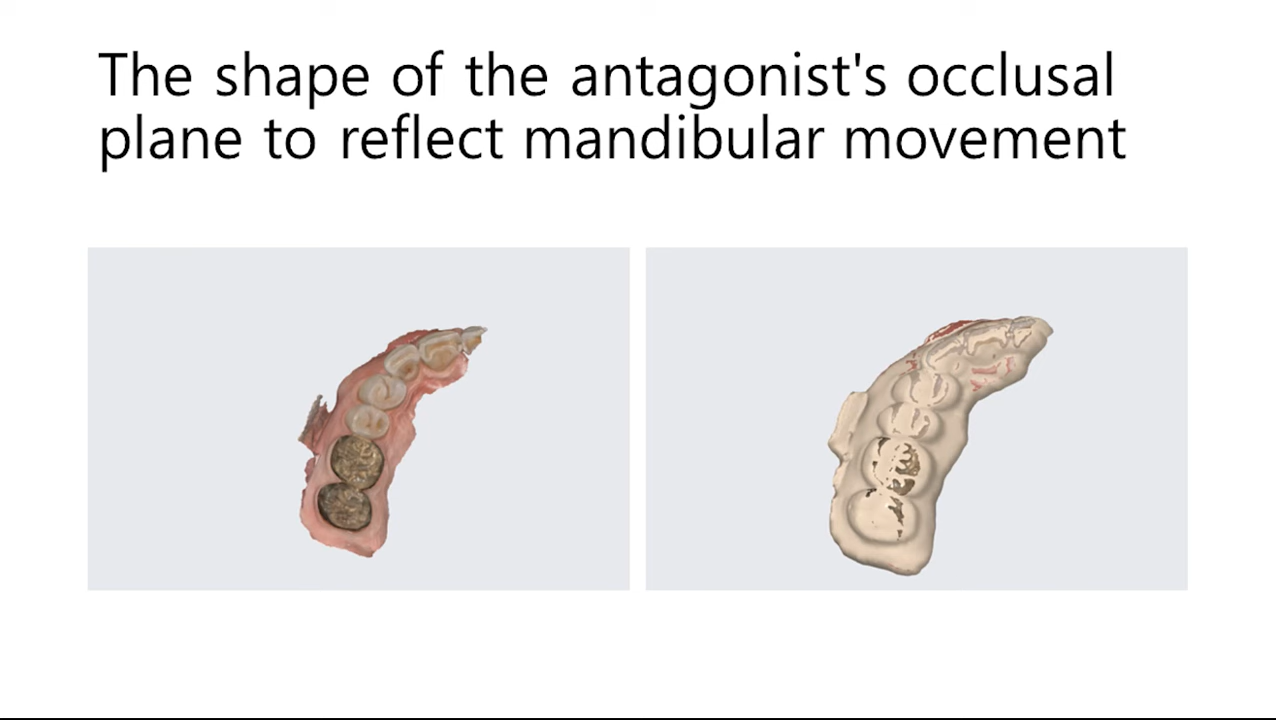 The shape of the antagonist's occlusal
plane to reflect mandibular movement